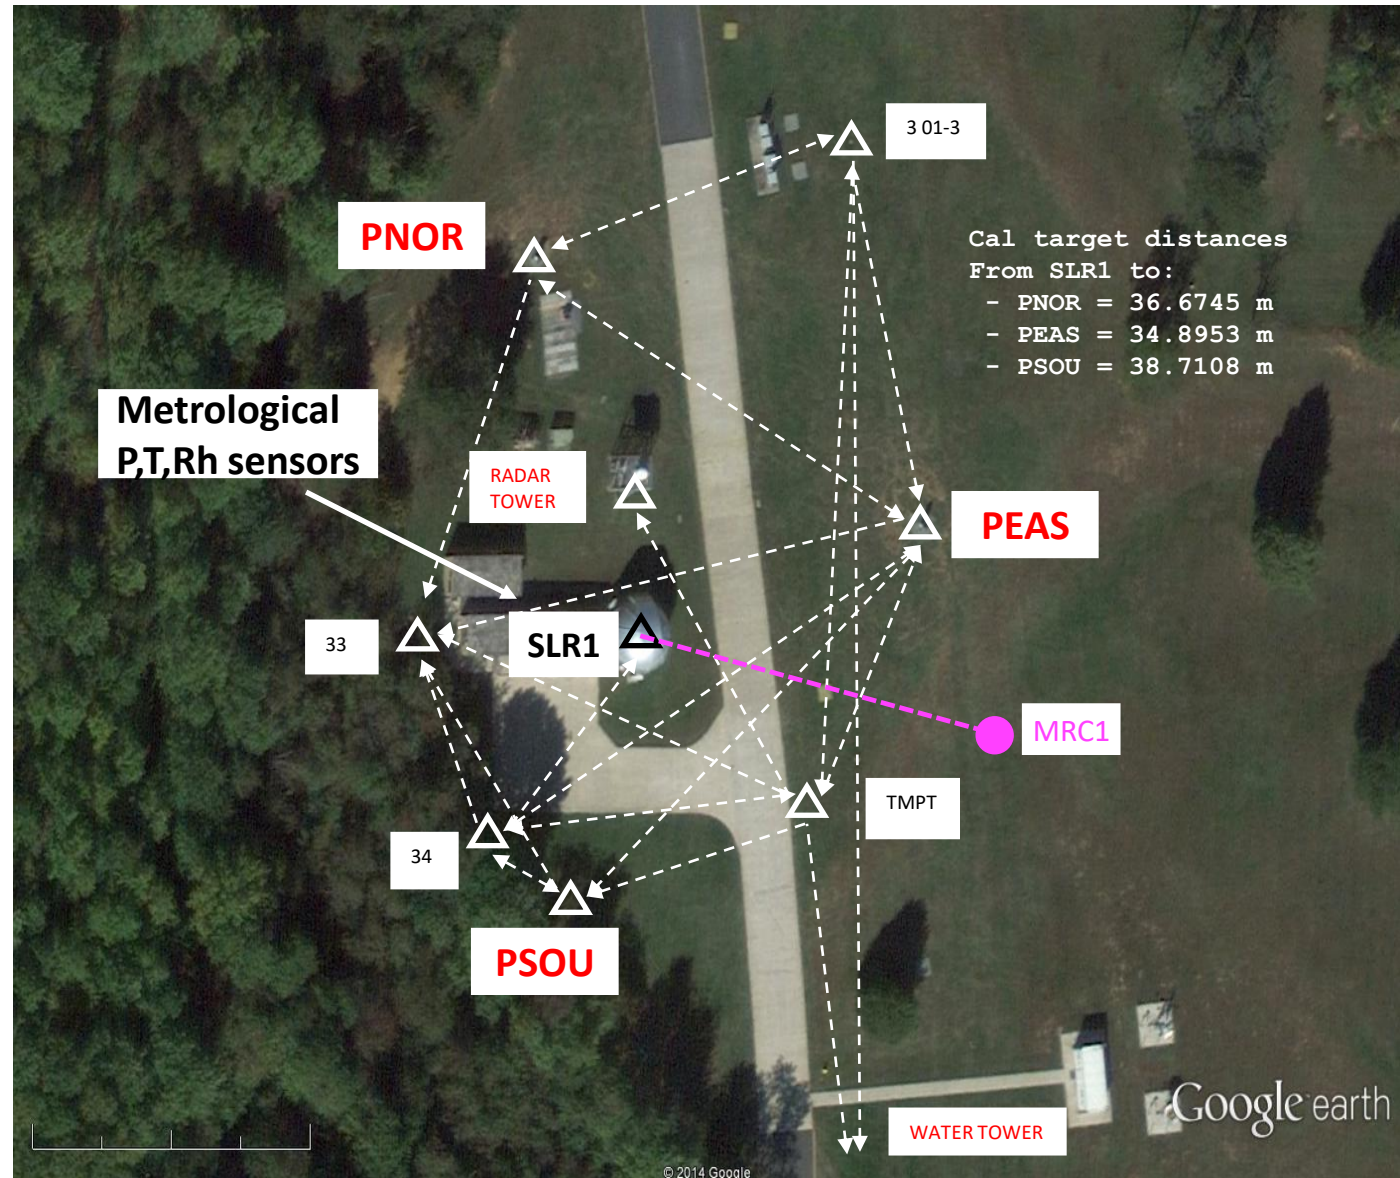 3 01-3
PNOR
Cal target distances
From SLR1 to:
- PNOR = 36.6745 m
- PEAS = 34.8953 m
- PSOU = 38.7108 m
Metrological
P,T,Rh sensors
RADAR
TOWER
PEAS
33
SLR1
MRC1
TMPT
34
PSOU
Google earth
WATER TOWER
© 2014 Google